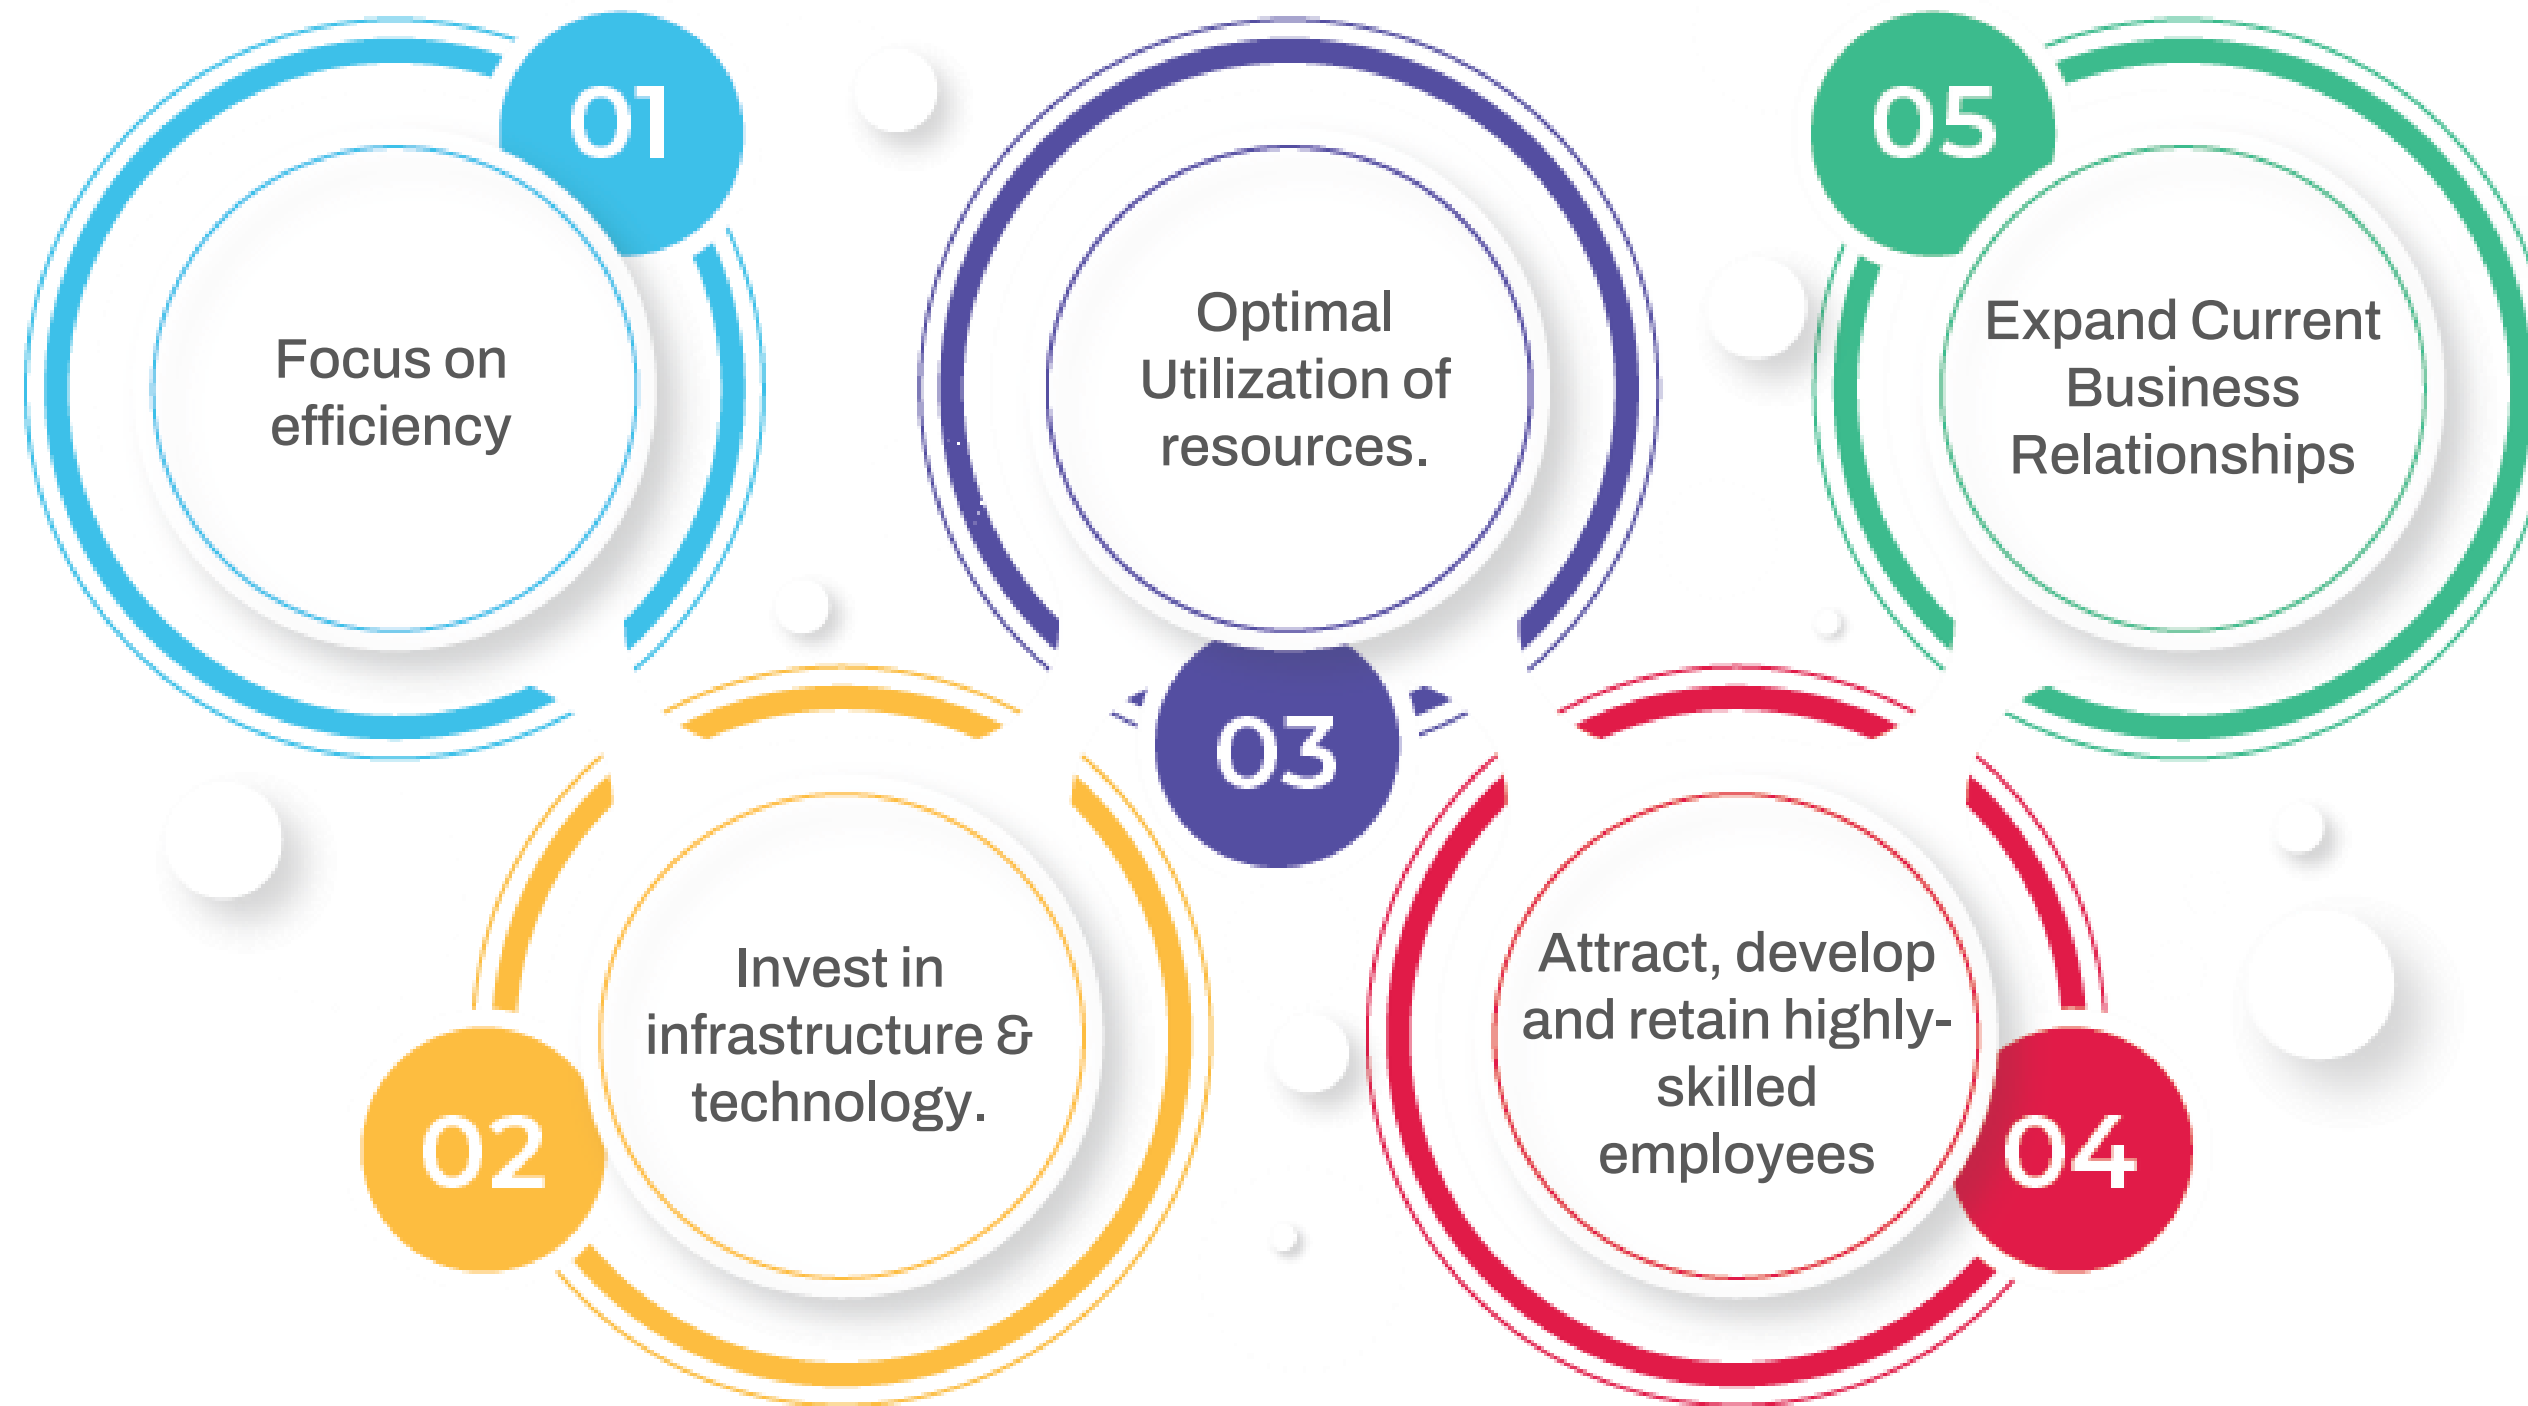 01
Focus on
efficiency
02
Invest in
infrastructure &
technology.
03
Optimal
Utilization of
resources.
04
Attract, develop
and retain highly-
skilled
employees
05
Expand Current
Business
Relationships